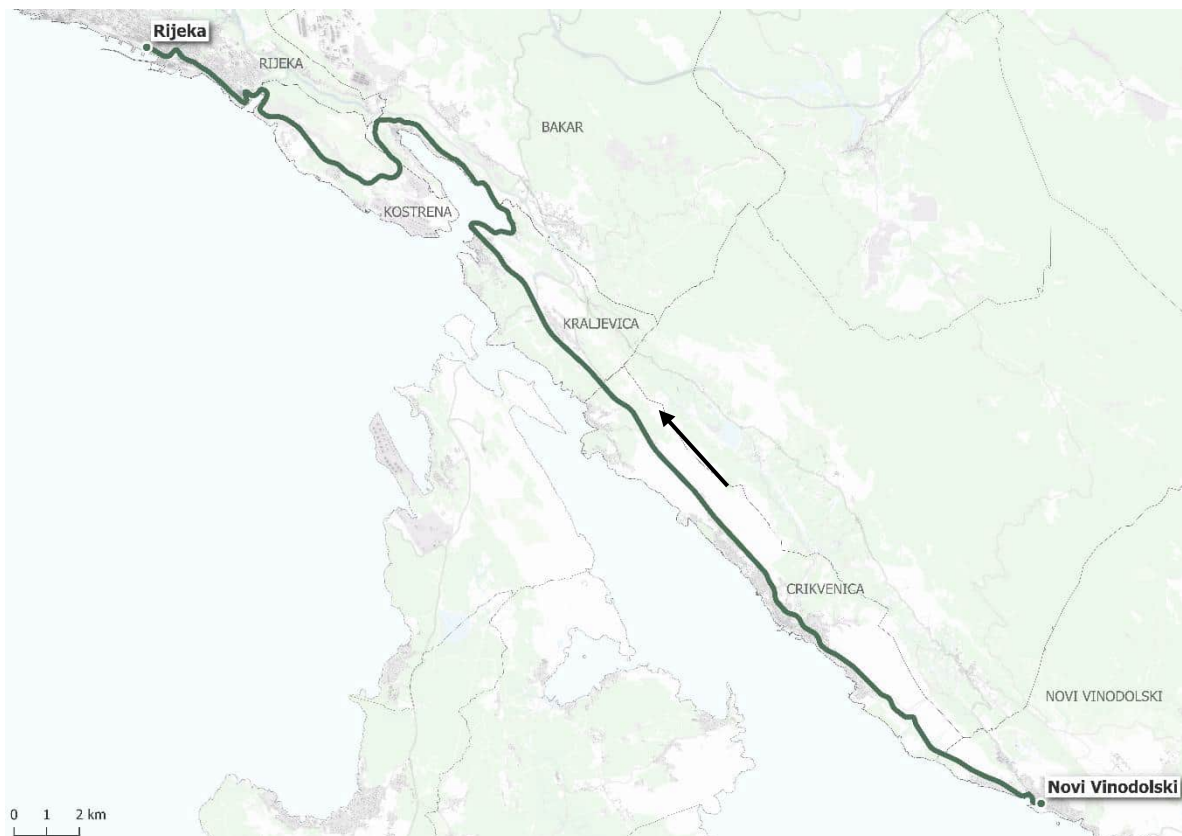 Rijeka
RIJEKA
BAKAR
KOSTRENA
KRALJEVICA
CRIKVENICA
NOVI VINODOLSKI
Novi Vinodolski
0 1 2 km